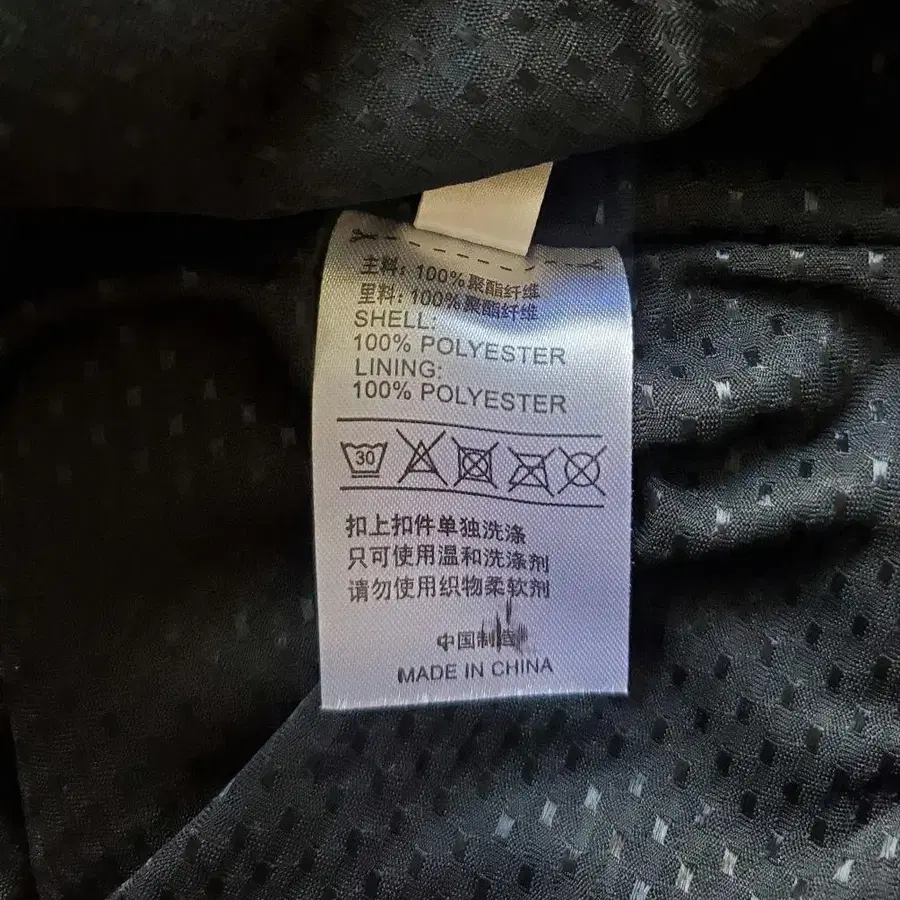 主料: 100%聚酯纤维
里料: 100%聚酯纤维
SHELL:
100% POLYESTER
LINING:
100% POLYESTER
30
扣上扣件单独洗涤
只可使用温和洗涤剂
请勿使用织物柔软剂
中国制造
MADE IN CHINA